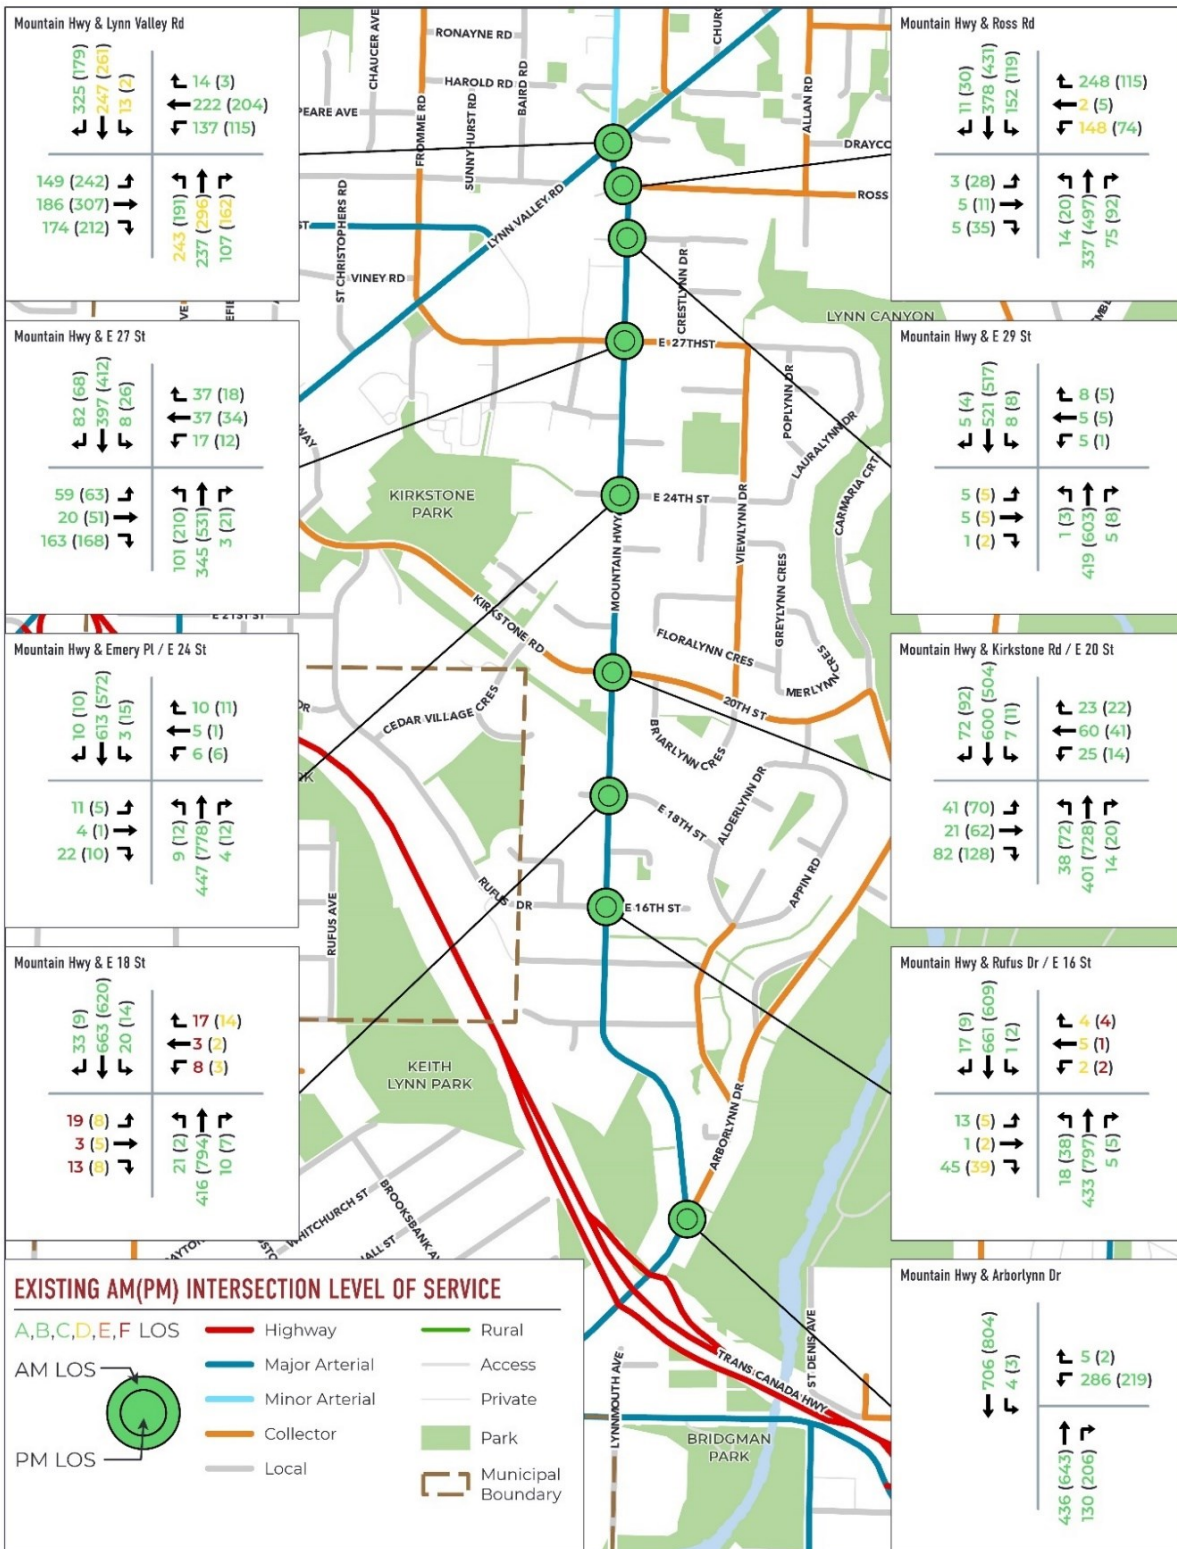 Mountain Hwy & Lynn Valley Rd
325 (179)
247 (261)
13 (2)
14 (3)
222 (204)
137 (115)
149 (242)
186 (307)
174 (212)
243 (191)
237 (296)
107 (162)
Mountain Hwy & E 27 St
82 (68)
397 (412)
8 (26)
37 (18)
37 (34)
17 (12)
59 (63)
20 (51)
163 (168)
101 (210)
345 (531)
3 (21)
Mountain Hwy & Emery Pl / E 24 St
10 (10)
613 (572)
3 (15)
10 (11)
5 (1)
6 (6)
11 (5)
4 (1)
22 (10)
9 (12)
447 (778)
4 (12)
Mountain Hwy & E 18 St
33 (9)
663 (620)
20 (14)
17 (14)
3 (2)
8 (3)
19 (8)
3 (5)
13 (8)
21 (2)
416 (794)
10 (7)
Mountain Hwy & Ross Rd
11 (30)
378 (431)
152 (119)
248 (115)
2 (5)
148 (74)
3 (28)
5 (11)
5 (35)
14 (20)
337 (497)
75 (92)
Mountain Hwy & E 29 St
5 (4)
521 (517)
8 (8)
8 (5)
5 (5)
5 (1)
5 (5)
5 (5)
1 (2)
1 (3)
419 (603)
5 (8)
Mountain Hwy & Kirkstone Rd / E 20 St
72 (92)
600 (504)
7 (11)
23 (22)
60 (41)
25 (14)
41 (70)
21 (62)
82 (128)
38 (72)
401 (728)
14 (20)
Mountain Hwy & Rufus Dr / E 16 St
17 (9)
661 (609)
1 (2)
4 (4)
5 (1)
2 (2)
13 (5)
1 (2)
45 (39)
18 (38)
433 (797)
5 (5)
Mountain Hwy & Arborlynn Dr
706 (804)
4 (3)
5 (2)
286 (219)
436 (643)
130 (206)
CHAUCER AVE
RONAYNE RD
HAROLD RD
FROMME RD
SUNNYHURST RD
BAIRD RD
ALLAN RD
ROSS
LYNN VALLEY RD
ST CHRISTOPHERS RD
VINEY RD
CRESTLYNN DR
LYNN CANYON
E 27TH ST
POPLYNN DR
LAURALYNN DR
KIRKSTONE
PARK
E 24TH ST
VIEWLYNN DR
CARMARIA CRT
MOUNTAIN HWY
KIRKSTONE RD
FLORALYNN CRES
GREYLYNN CRES
MERLYNN CRES
E 21ST ST
20TH ST
CEDAR VILLAGE CRES
BRIARLYNN CRES
E 18TH ST
ALDERLYNN DR
APPIN RD
RUFUS DR
E 16TH ST
RUFUS AVE
KEITH
LYNN PARK
ARBORLYNN DR
WHITCHURCH ST
BROOKSBANK AV
LYNNMOUTH AVE
ST DENIS AVE
TRANS CANADA HWY
BRIDGMAN
PARK
EXISTING AM(PM) INTERSECTION LEVEL OF SERVICE
A,B,C,D,E,F LOS
AM LOS
PM LOS
Highway
Major Arterial
Minor Arterial
Collector
Local
Rural
Access
Private
Park
Municipal
Boundary